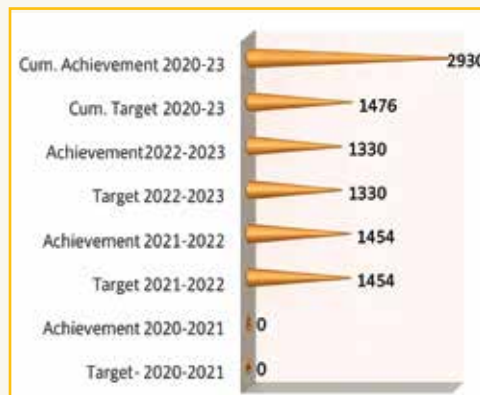 Cum. Achievement 2020-23 2930
Cum. Target 2020-23 1476
Achievement2022-2023 1330
Target 2022-2023 1330
Achievement 2021-2022 1454
Target 2021-2022 1454
Achievement 2020-2021 0
Target- 2020-2021 0